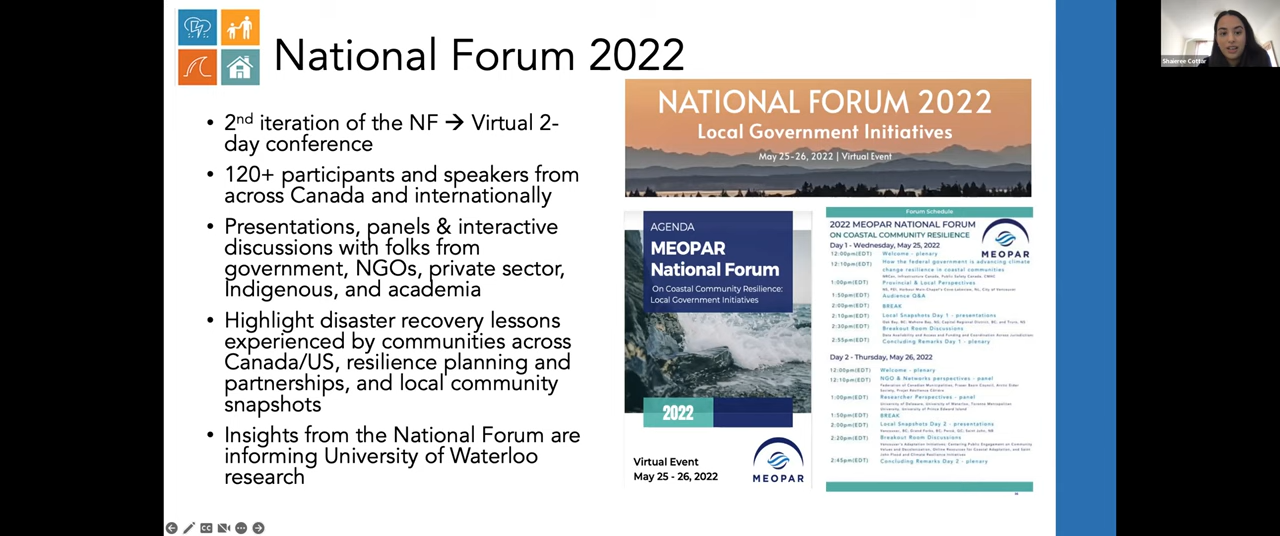 National Forum 2022
• 2nd iteration of the NF → Virtual 2-
day conference
• 120+ participants and speakers from
across Canada and internationally
• Presentations, panels & interactive
discussions with folks from
government, NGOs, private sector,
Indigenous, and academia
• Highlight disaster recovery lessons
experienced by communities across
Canada/US, resilience planning and
partnerships, and local community
snapshots
• Insights from the National Forum are
informing University of Waterloo
research
NATIONAL FORUM 2022
Local Government Initiatives
May 25-26, 2022 | Virtual Event
AGENDA
MEOPAR
National Forum
On Coastal Community Resilience:
Local Government Initiatives
2022
Virtual Event
May 25 - 26, 2022
MEOPAR
Forum Schedule
2022 MEOPAR NATIONAL FORUM
ON COASTAL COMMUNITY RESILIENCE
MEOPAR
Day 1 - Wednesday, May 25, 2022
12:00pm(EDT) Welcome - plenary
12:10pm(EDT) How the federal government is advancing climate
change resilience in coastal communities
1:00pm(EDT) Provincial & Local Perspectives
1:50pm(EDT) Audience Q&A
2:00pm(EDT) BREAK
2:10pm(EDT) Local Snapshots Day 1 - presentations
2:30pm(EDT) Breakout Room Discussions
2:55pm(EDT) Concluding Remarks Day 1 - plenary
Day 2 - Thursday, May 26, 2022
12:00pm(EDT) Welcome - plenary
12:10pm(EDT) NGO & Networks perspectives - panel
1:00pm(EDT) Researcher Perspectives - panel
1:50pm(EDT) BREAK
2:00pm(EDT) Local Snapshots Day 2 - presentations
2:20pm(EDT) Breakout Room Discussions
2:45pm(EDT) Concluding Remarks Day 2 - plenary
CC